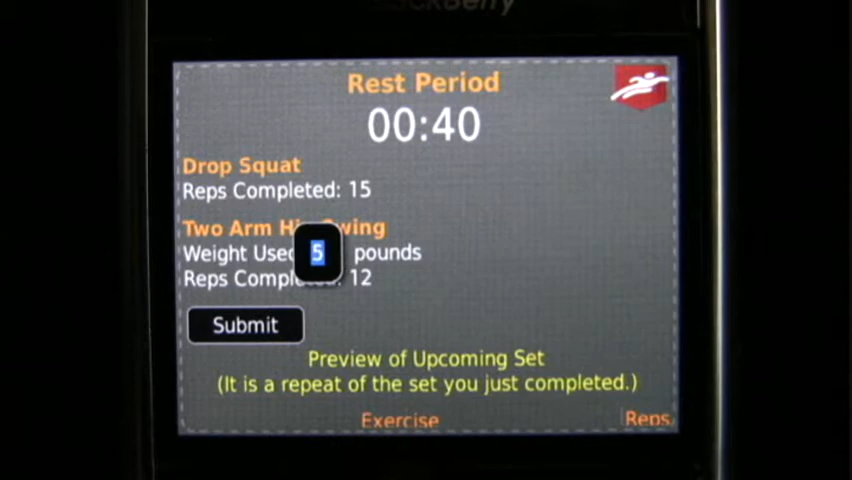 BlackBerry
Rest Period
00:40
Drop Squat
Reps Completed: 15
Two Arm Swing
Weight Used 5 pounds
Reps 12
Submit
Preview of Upcoming Set
(It is a repeat of the set you just completed.)
Exercise Reps